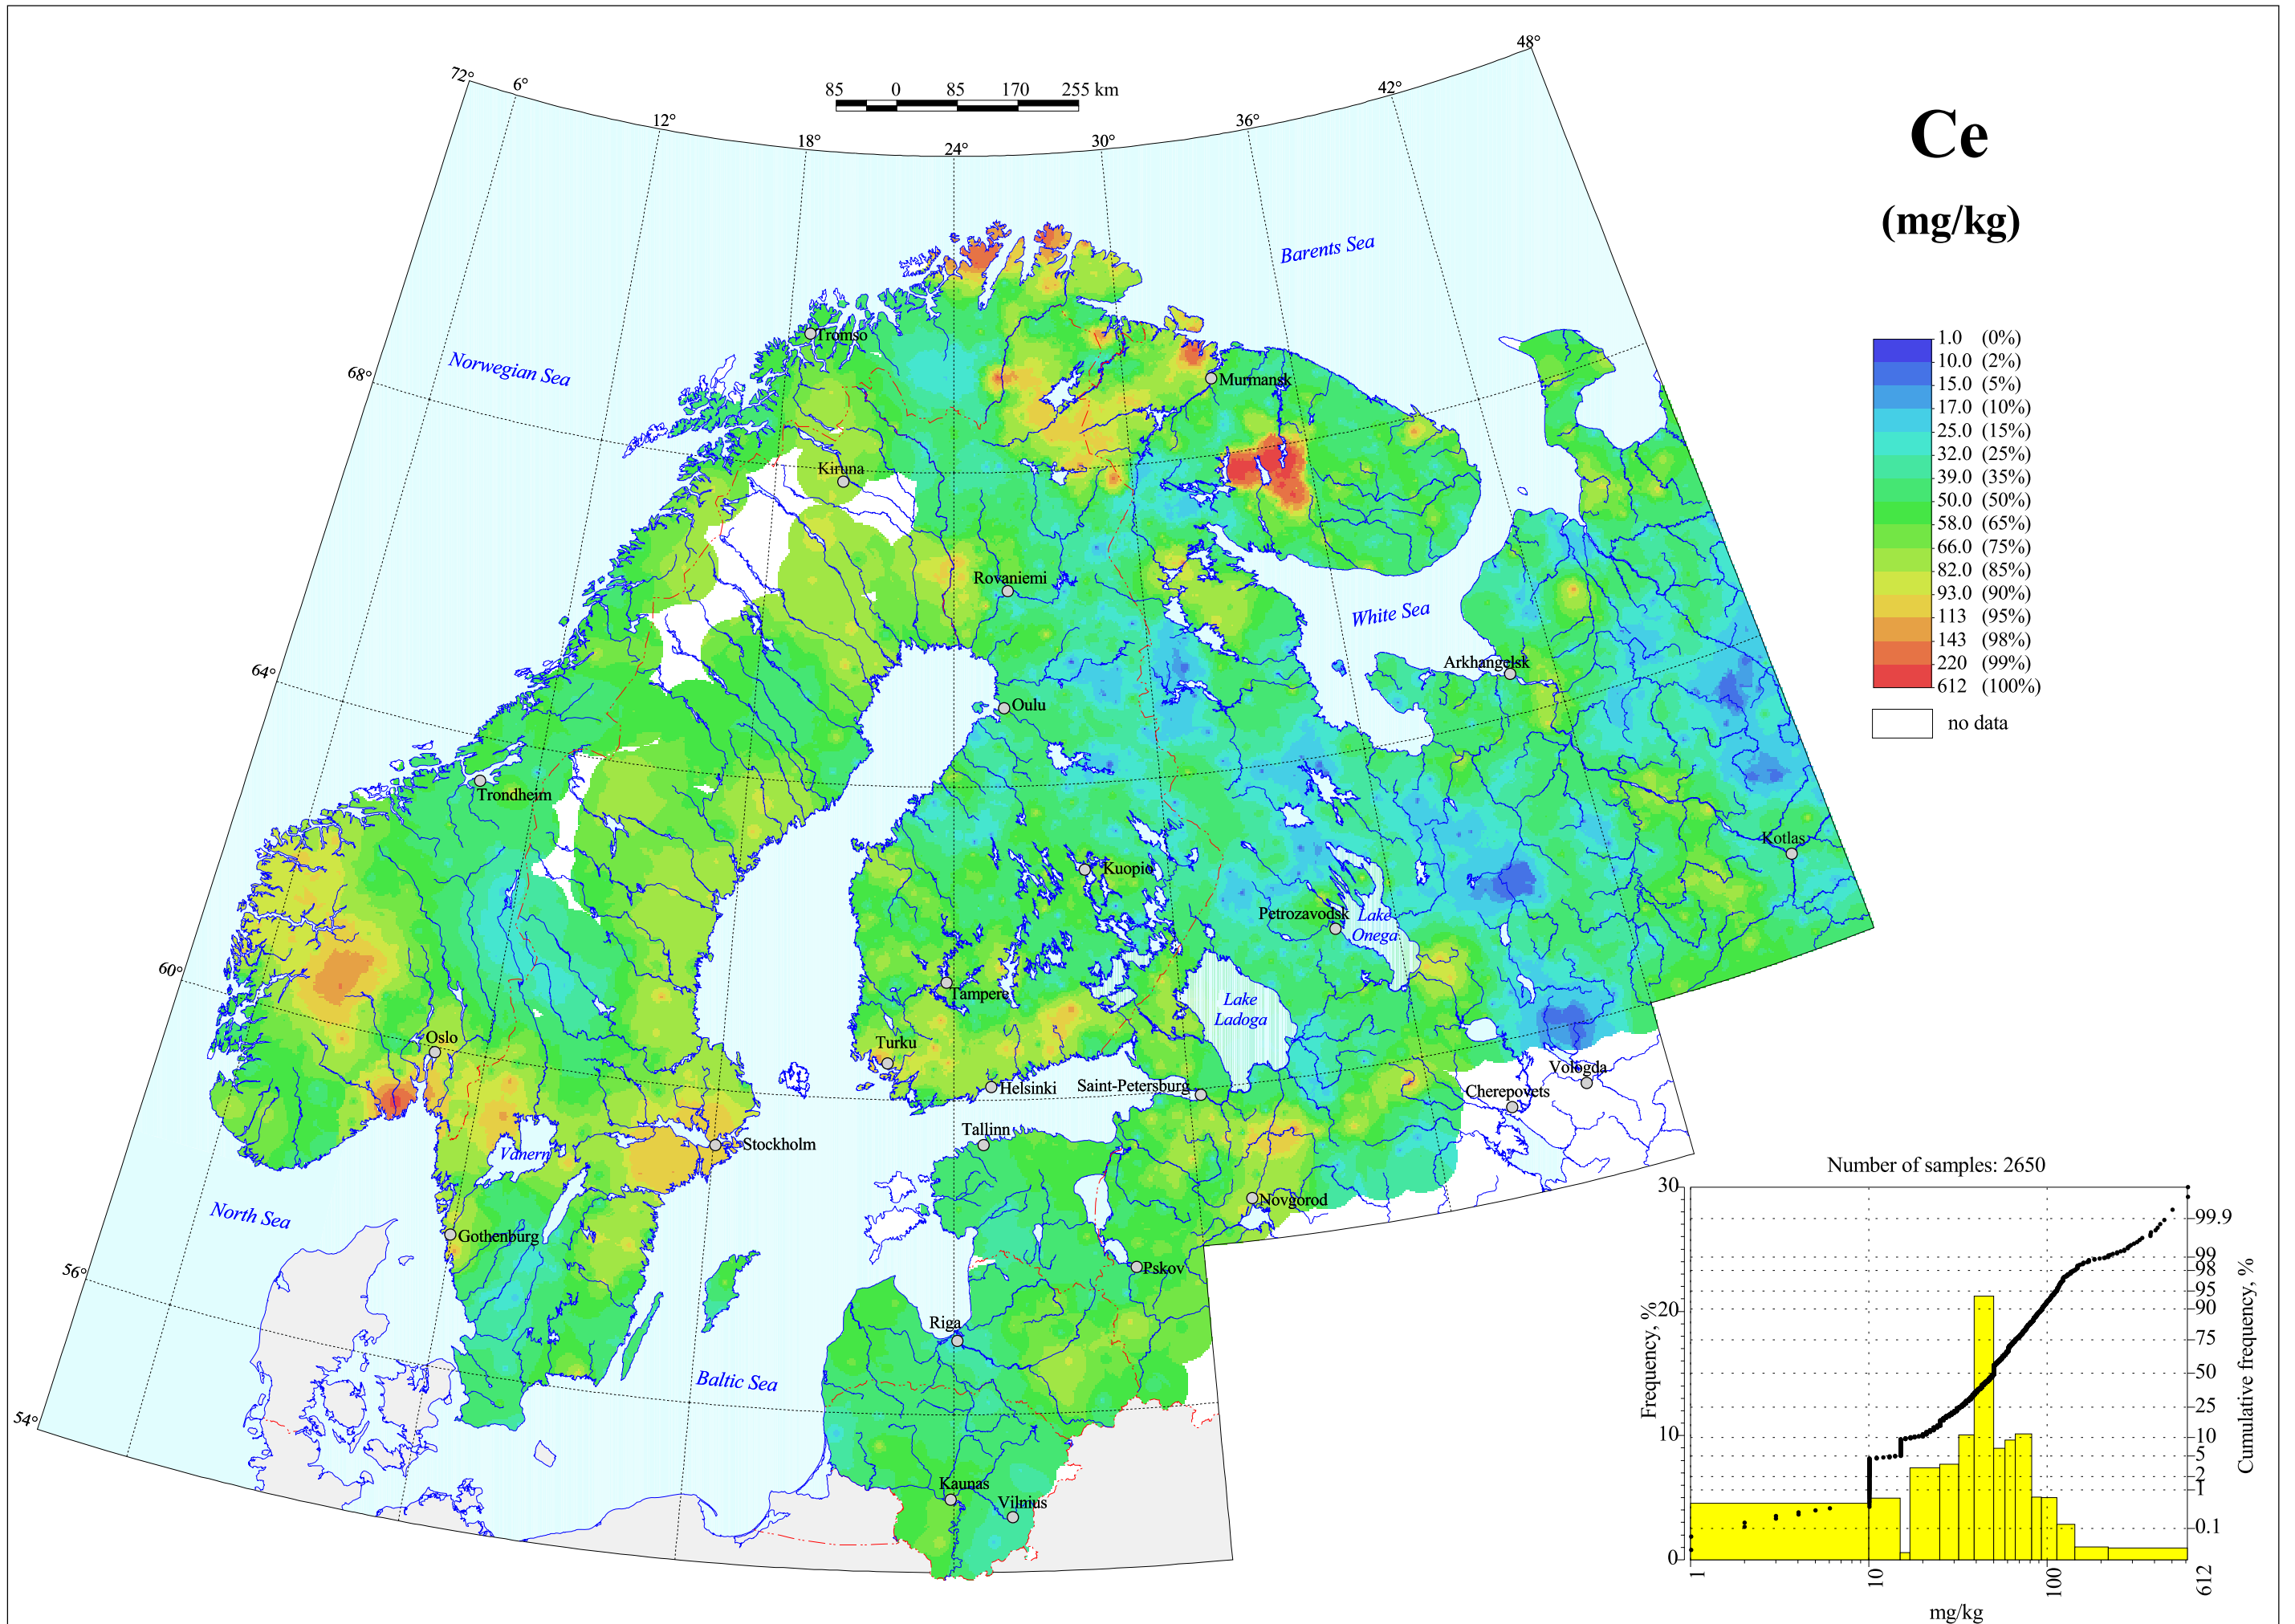 Ce
(mg/kg)
72°
6°
12°
18°
24°
30°
36°
42°
48°
85 0 85 170 255 km
68°
64°
60°
56°
54°
Barents Sea
Norwegian Sea
Tromso
Murmansk
Kiruna
Rovaniemi
White Sea
Arkhangelsk
Oulu
Trondheim
Kotlas
Kuopio
Petrozavodsk
Lake
Onega
Tampere
Lake
Ladoga
Oslo
Turku
Helsinki
Saint-Petersburg
Vologda
Cherepovets
Tallinn
Stockholm
Vanern
Novgorod
North Sea
Gothenburg
Pskov
Riga
Baltic Sea
Kaunas
Vilnius
1.0 (0%)
10.0 (2%)
15.0 (5%)
17.0 (10%)
25.0 (15%)
32.0 (25%)
39.0 (35%)
50.0 (50%)
58.0 (65%)
66.0 (75%)
82.0 (85%)
93.0 (90%)
113 (95%)
143 (98%)
220 (99%)
612 (100%)
no data
Number of samples: 2650
30
20
10
0
Frequency, %
99.9
99
98
95
90
75
50
25
10
5
2
1
0.1
Cumulative frequency, %
1
10
100
612
mg/kg